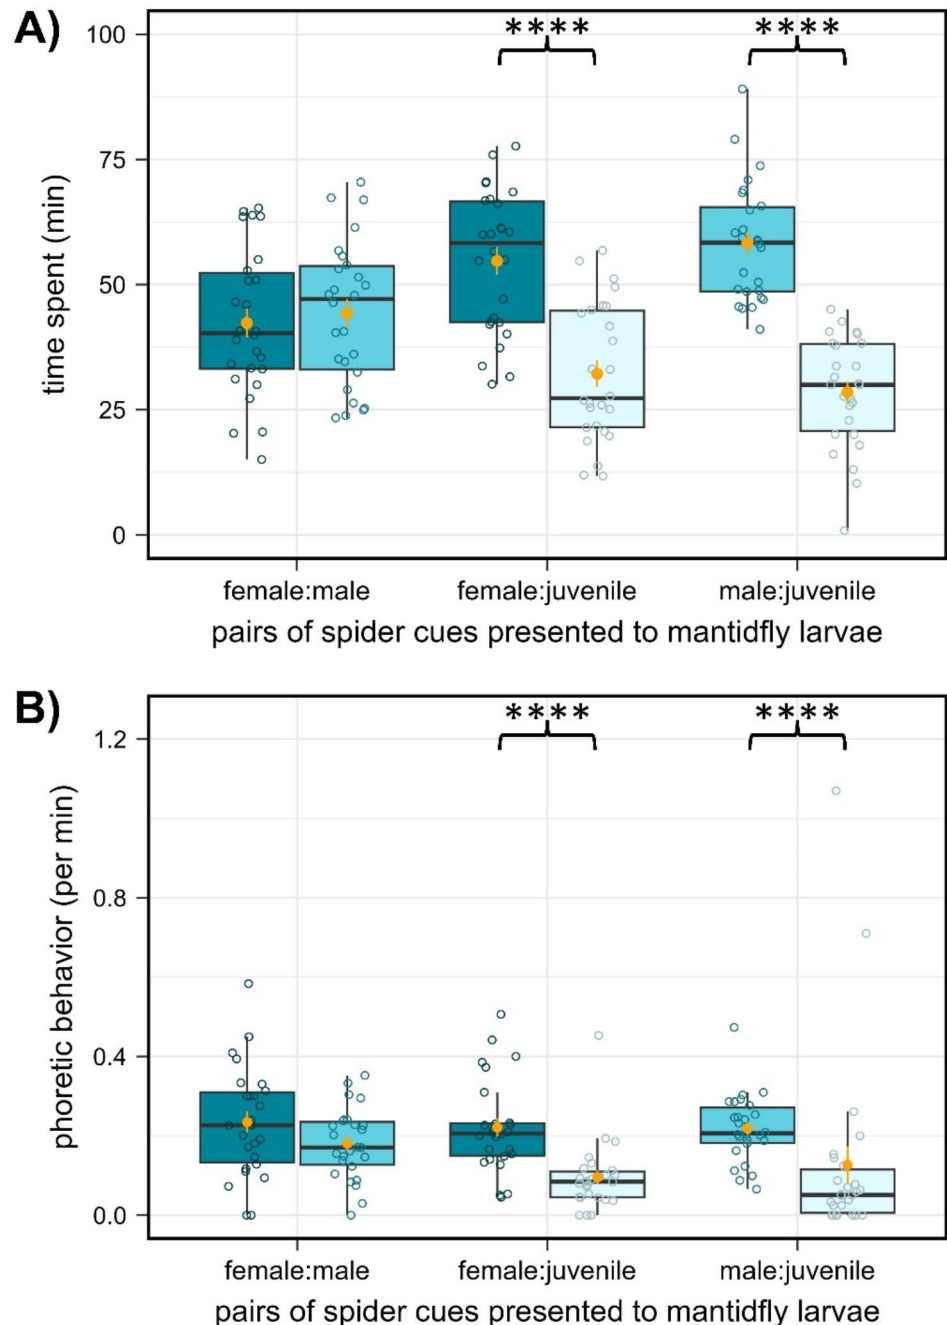 A)
****
****
100
75
50
25
0
time spent (min)
female:male
female:juvenile
male:juvenile
pairs of spider cues presented to mantidfly larvae
B)
****
****
1.2
0.8
0.4
0.0
phoretic behavior (per min)
female:male
female:juvenile
male:juvenile
pairs of spider cues presented to mantidfly larvae